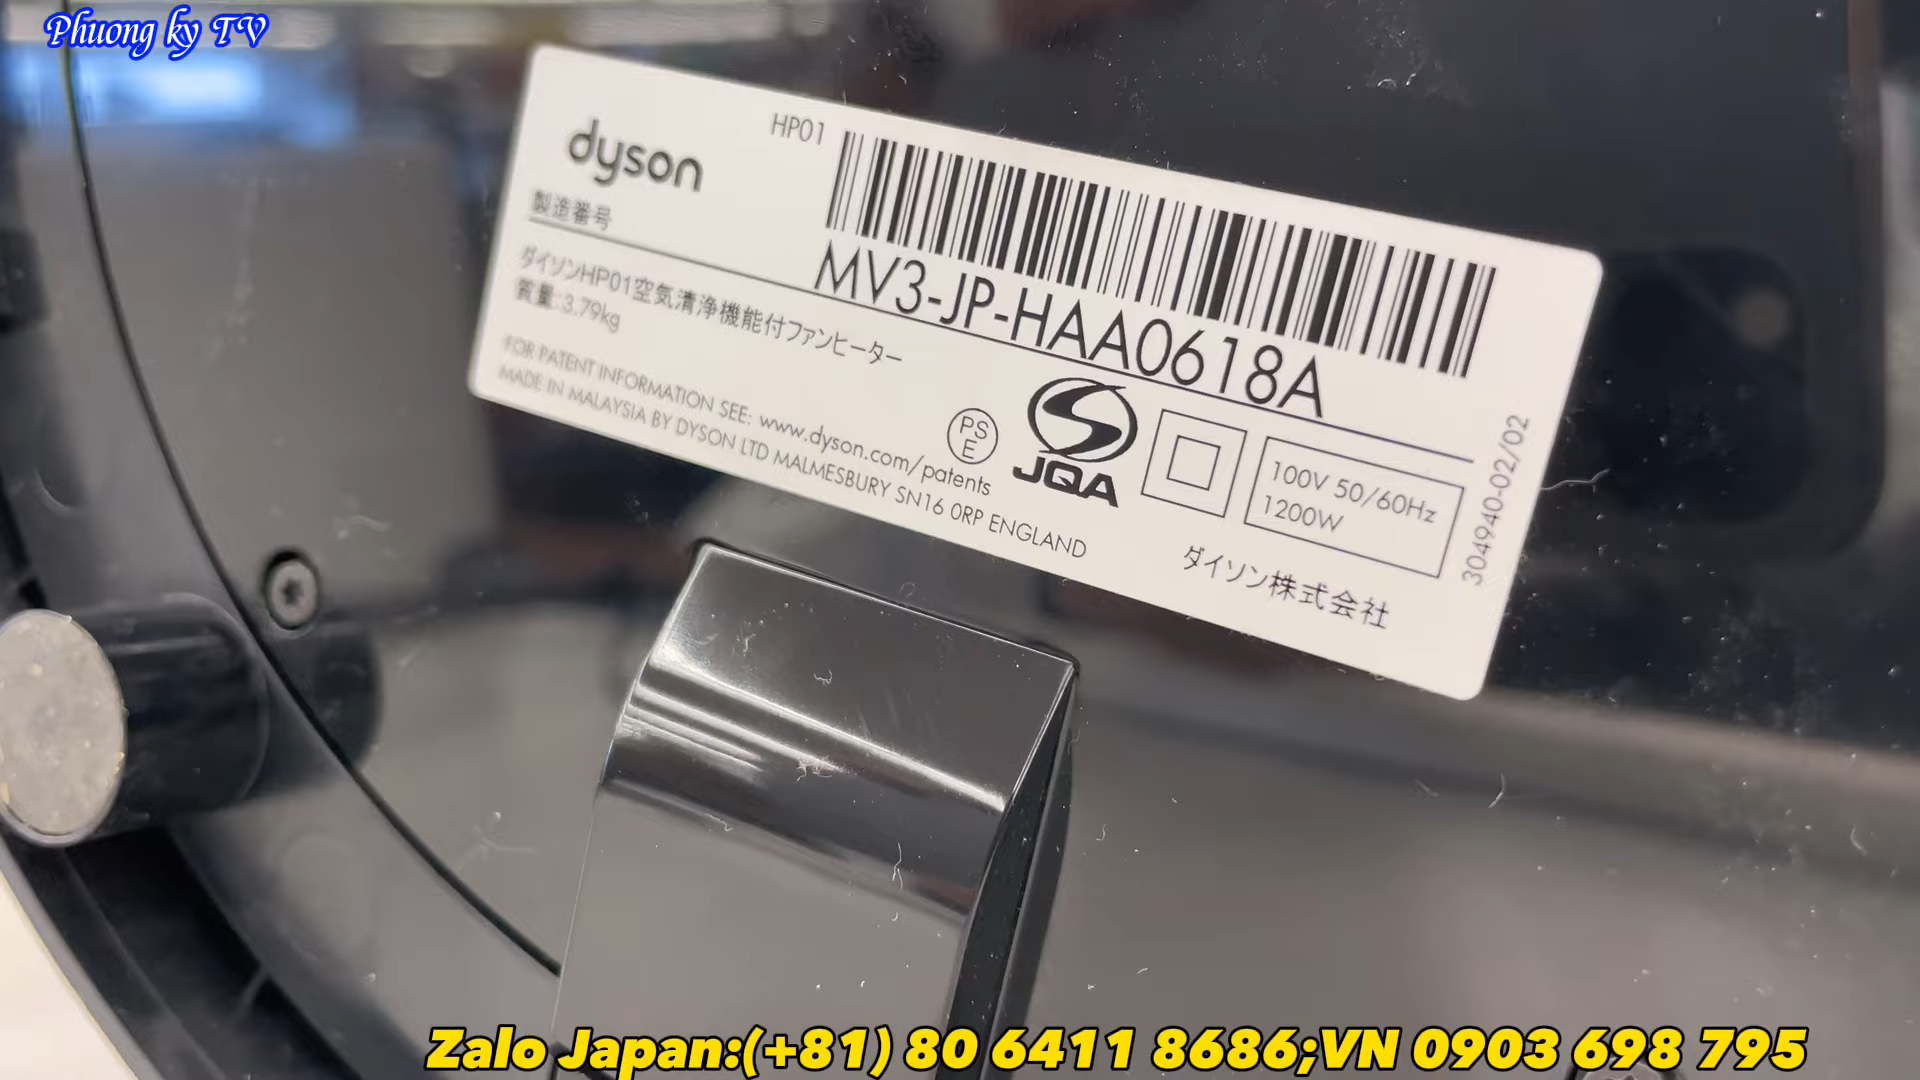 Phuong ky TV
dyson
HP01
製造番号
MV3-JP-HAA0618A
ダイソンHP01空気清浄機能付ファンヒーター
質量:3.79kg
FOR PATENT INFORMATION SEE: www.dyson.com/patents
MADE IN MALAYSIA BY DYSON LTD MALMESBURY SN16 0RP ENGLAND
PS
E
JQA
100V 50/60Hz
1200W
ダイソン株式会社
304940-02/02
Zalo Japan:(+81) 80 6411 8686;VN 0903 698 795